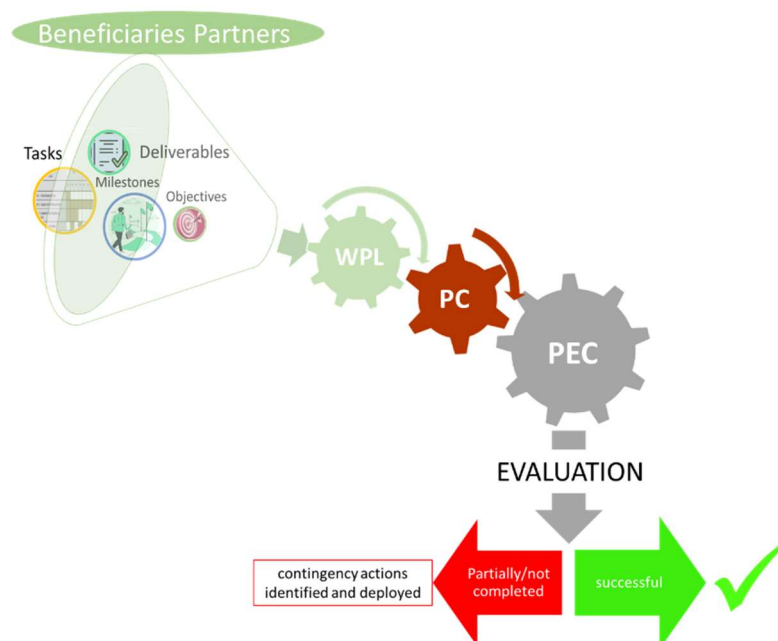 Beneficiaries Partners
Tasks
Deliverables
Milestones
Objectives
WPL
PC
PEC
EVALUATION
contingency actions
identified and deployed
Partially/not
completed
successful